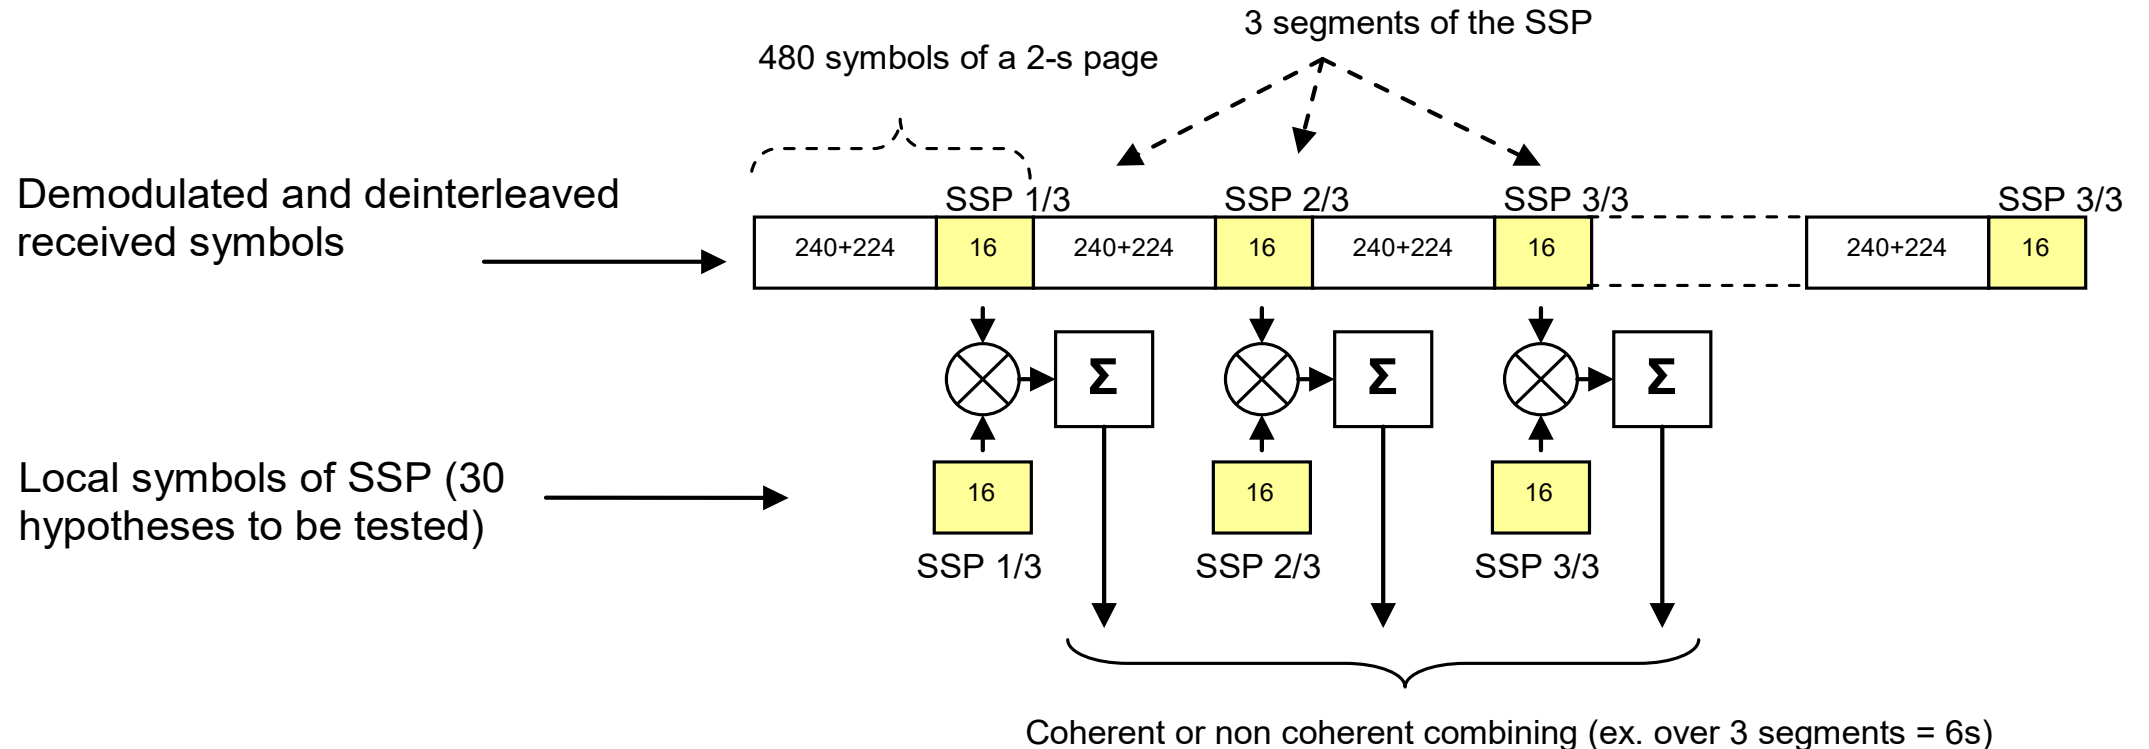 3 segments of the SSP
480 symbols of a 2-s page
Demodulated and deinterleaved
received symbols
SSP 1/3
SSP 2/3
SSP 3/3
SSP 3/3
240+224
16
240+224
16
240+224
16
240+224
16
Σ
Σ
Σ
Local symbols of SSP (30
hypotheses to be tested)
16
16
16
SSP 1/3
SSP 2/3
SSP 3/3
Coherent or non coherent combining (ex. over 3 segments = 6s)